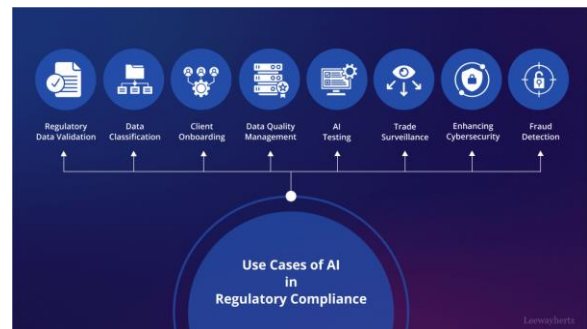 Regulatory
Data Validation
Data
Classification
Client
Onboarding
Data Quality
Management
AI
Testing
Trade
Surveillance
Enhancing
Cybersecurity
Fraud
Detection
Use Cases of AI
in
Regulatory Compliance
Leewayhertz